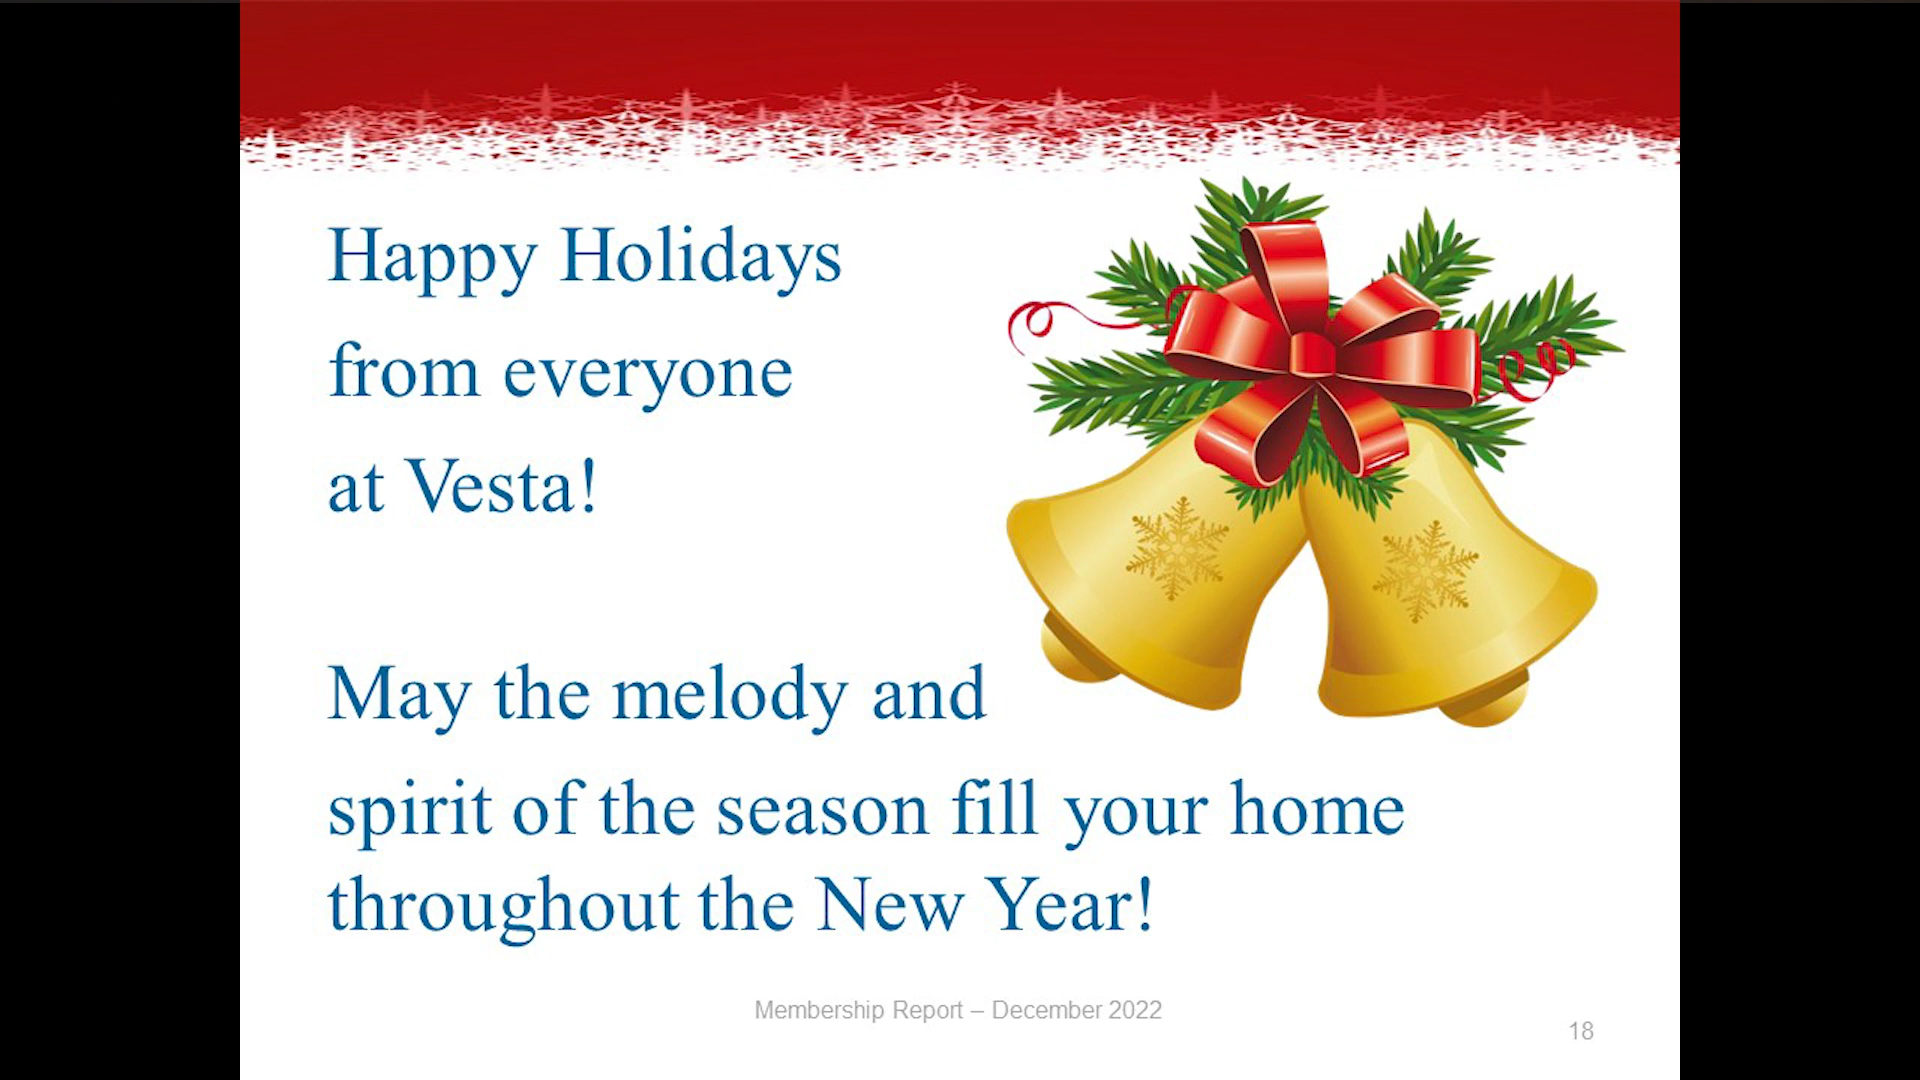 Happy Holidays
from everyone
at Vesta!
May the melody and
spirit of the season fill your home
throughout the New Year!
Membership Report – December 2022
18